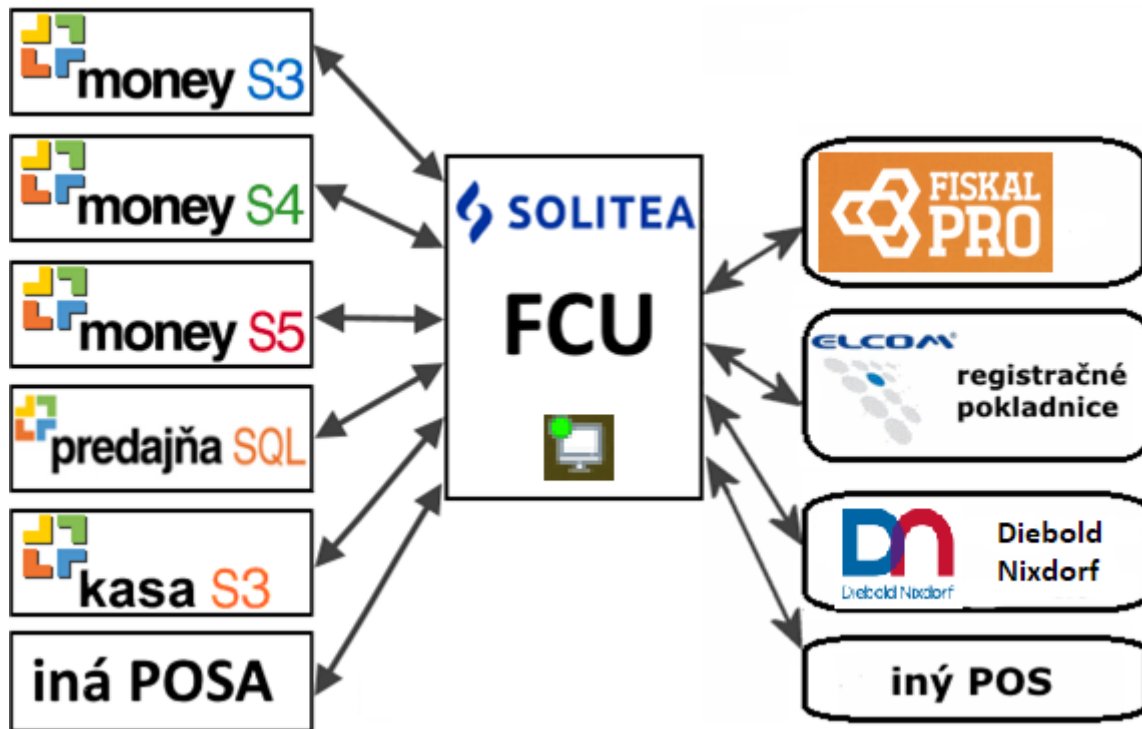 money S3
money S4
money S5
predajňa SQL
kasa S3
iná POSA
SOLITEA
FCU
FISKAL
PRO
ELCOM®
registračné
pokladnice
DN
Diebold Nixdorf
Diebold
Nixdorf
iný POS